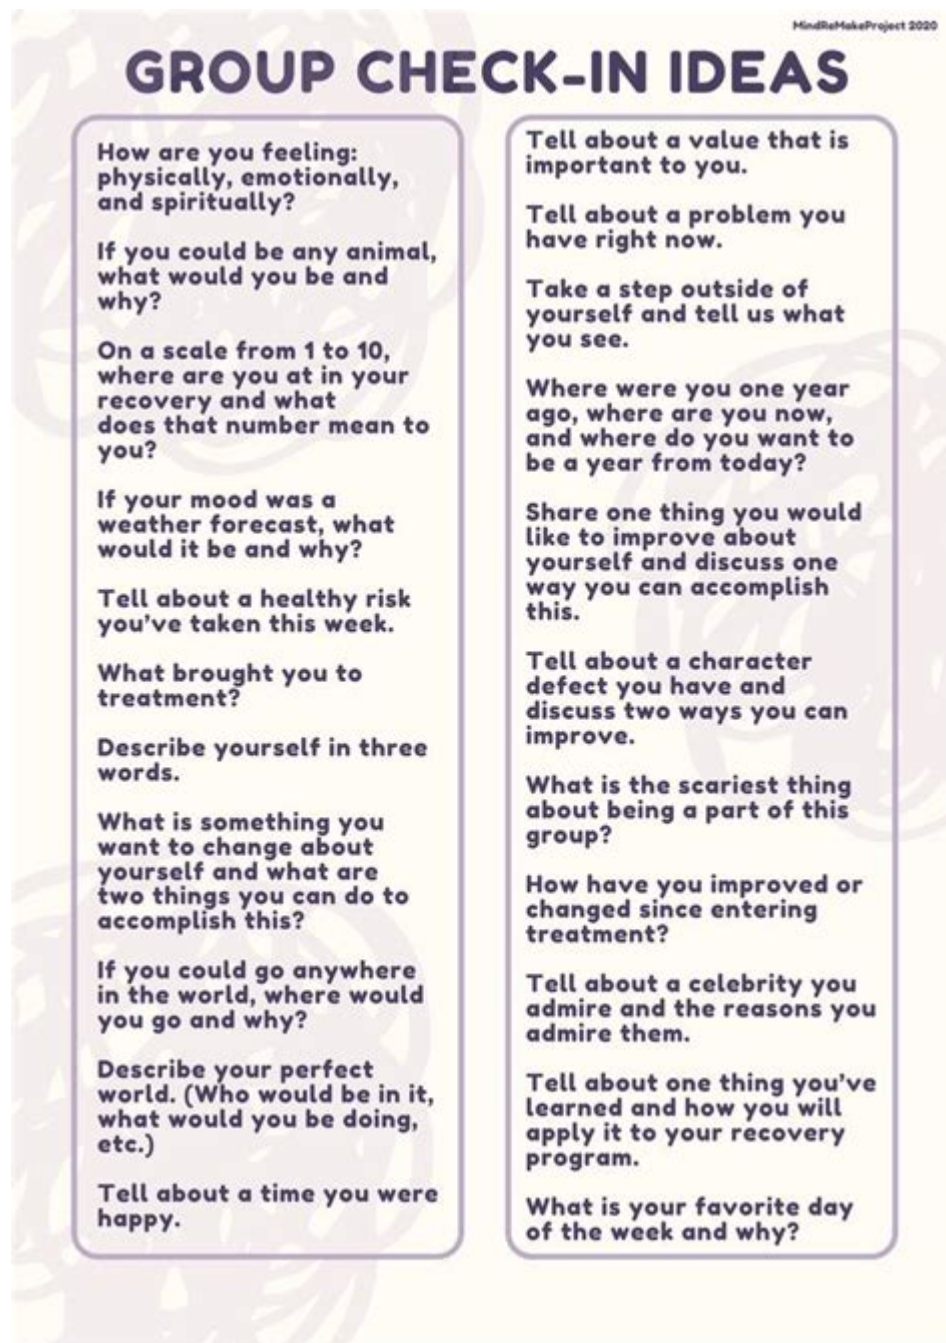 MindReMakeProject 2020
GROUP CHECK-IN IDEAS
How are you feeling:
physically, emotionally,
and spiritually?
If you could be any animal,
what would you be and
why?
On a scale from 1 to 10,
where are you at in your
recovery and what
does that number mean to
you?
If your mood was a
weather forecast, what
would it be and why?
Tell about a healthy risk
you've taken this week.
What brought you to
treatment?
Describe yourself in three
words.
What is something you
want to change about
yourself and what are
two things you can do to
accomplish this?
If you could go anywhere
in the world, where would
you go and why?
Describe your perfect
world. (Who would be in it,
what would you be doing,
etc.)
Tell about a time you were
happy.
Tell about a value that is
important to you.
Tell about a problem you
have right now.
Take a step outside of
yourself and tell us what
you see.
Where were you one year
ago, where are you now,
and where do you want to
be a year from today?
Share one thing you would
like to improve about
yourself and discuss one
way you can accomplish
this.
Tell about a character
defect you have and
discuss two ways you can
improve.
What is the scariest thing
about being a part of this
group?
How have you improved or
changed since entering
treatment?
Tell about a celebrity you
admire and the reasons you
admire them.
Tell about one thing you've
learned and how you will
apply it to your recovery
program.
What is your favorite day
of the week and why?